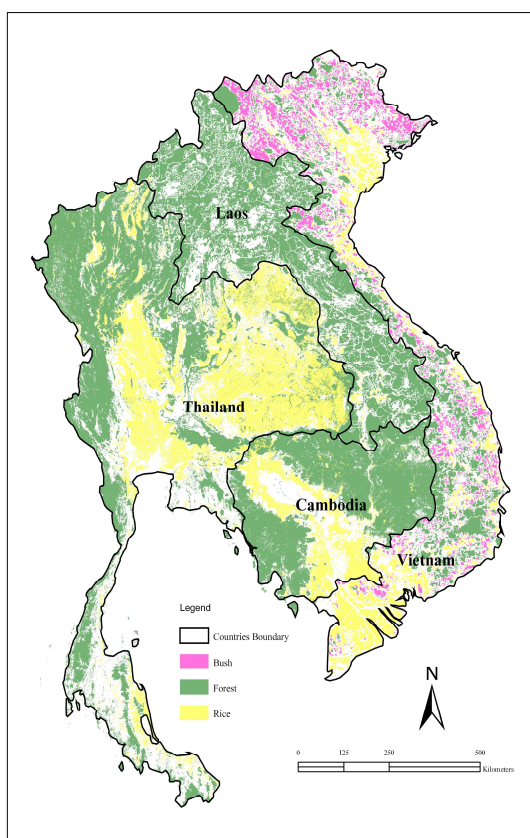 Laos
Thailand
Cambodia
Vietnam
Legend
Countries Boundary
Bush
Forest
Rice
N
0 125 250 500
Kilometers